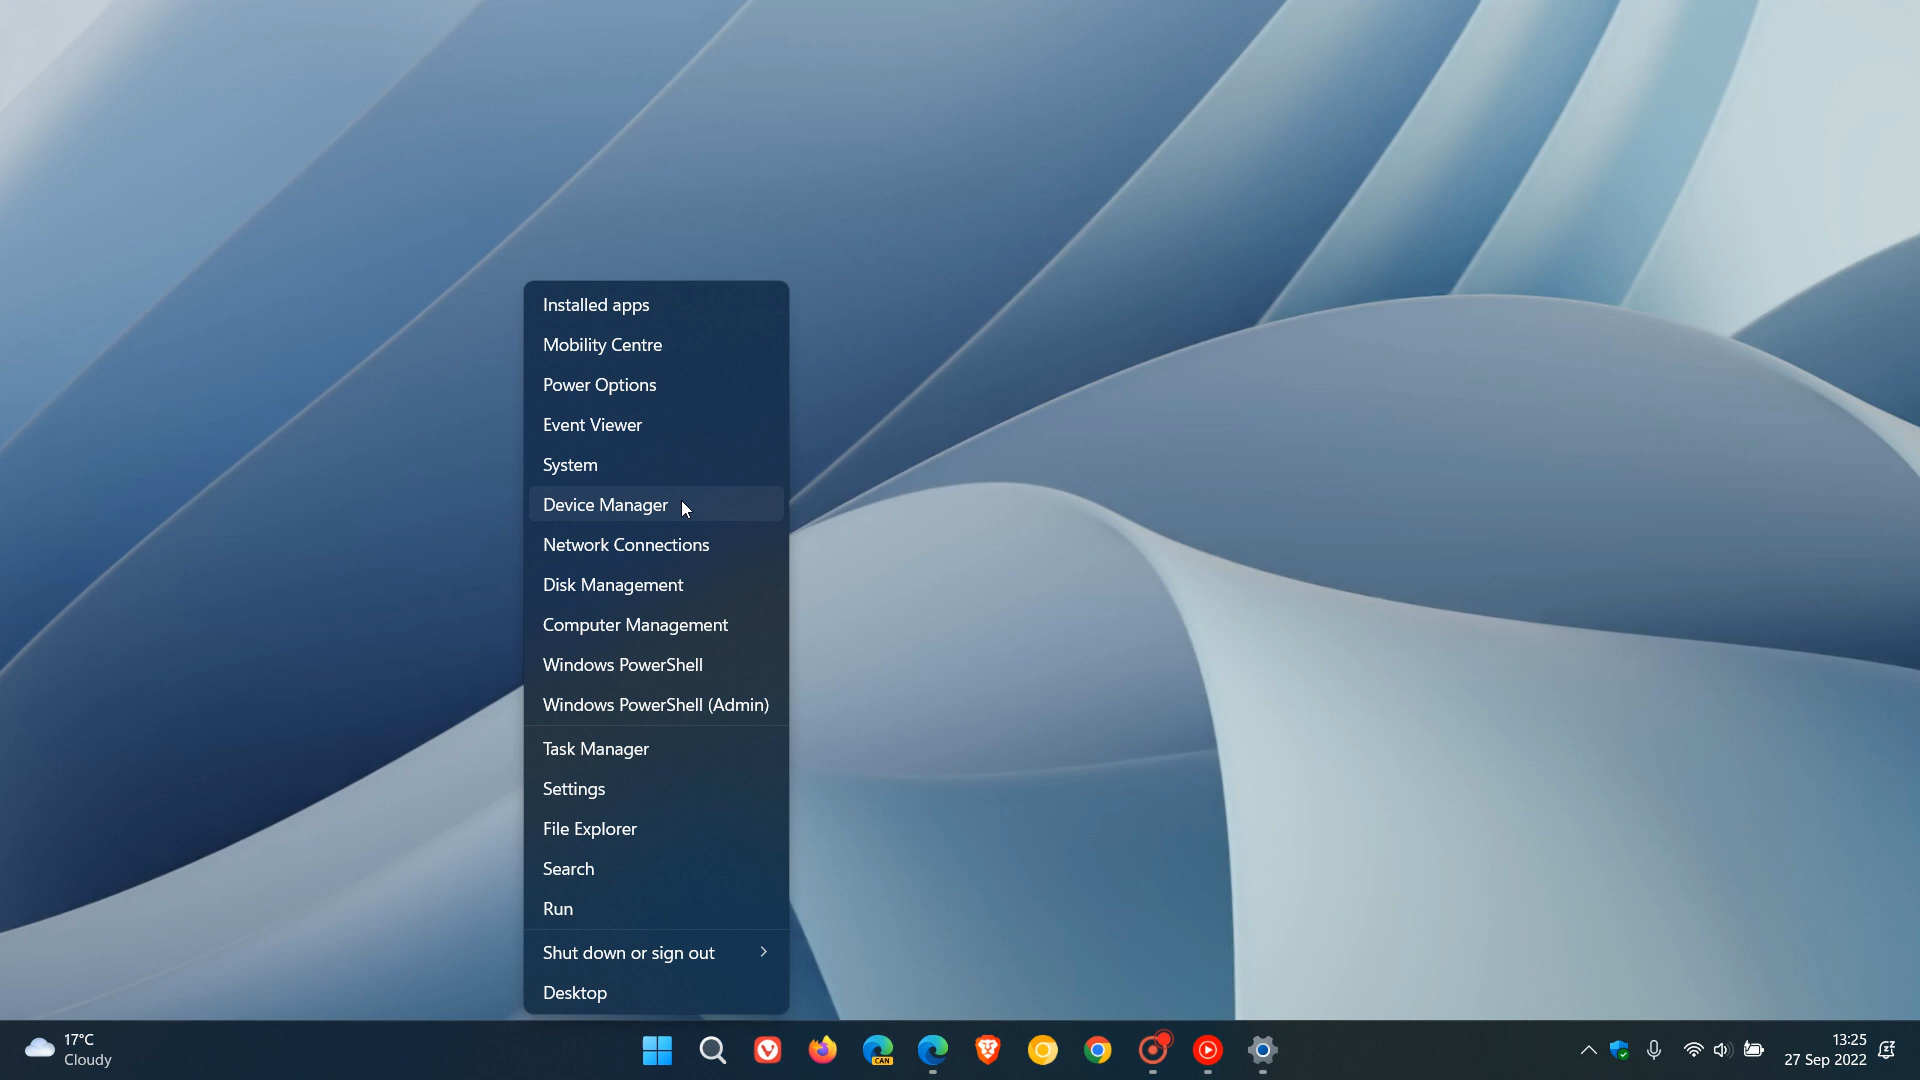 Installed apps
Mobility Centre
Power Options
Event Viewer
System
Device Manager
Network Connections
Disk Management
Computer Management
Windows PowerShell
Windows PowerShell (Admin)
Task Manager
Settings
File Explorer
Search
Run
Shut down or sign out
Desktop
17°C
Cloudy
CAN
13:25
27 Sep 2022